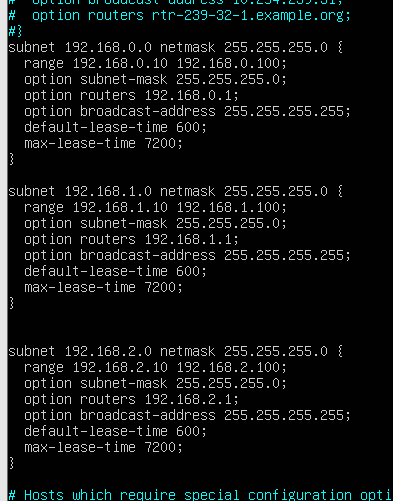 #  option broadcast-address 10.254.239.31;
#  option routers rtr-239-32-1.example.org;
#}
subnet 192.168.0.0 netmask 255.255.255.0 {
  range 192.168.0.10 192.168.0.100;
  option subnet-mask 255.255.255.0;
  option routers 192.168.0.1;
  option broadcast-address 255.255.255.255;
  default-lease-time 600;
  max-lease-time 7200;
}

subnet 192.168.1.0 netmask 255.255.255.0 {
  range 192.168.1.10 192.168.1.100;
  option subnet-mask 255.255.255.0;
  option routers 192.168.1.1;
  option broadcast-address 255.255.255.255;
  default-lease-time 600;
  max-lease-time 7200;
}

subnet 192.168.2.0 netmask 255.255.255.0 {
  range 192.168.2.10 192.168.2.100;
  option subnet-mask 255.255.255.0;
  option routers 192.168.2.1;
  option broadcast-address 255.255.255.255;
  default-lease-time 600;
  max-lease-time 7200;
}

# Hosts which require special configuration opti